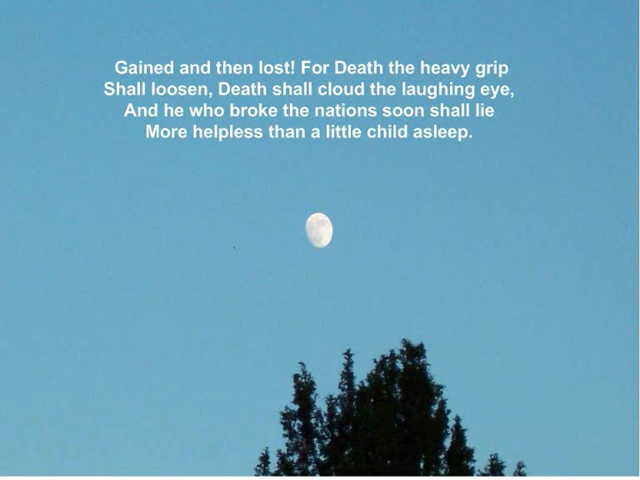 Gained and then lost! For Death the heavy grip
Shall loosen, Death shall cloud the laughing eye,
And he who broke the nations soon shall lie
More helpless than a little child asleep.